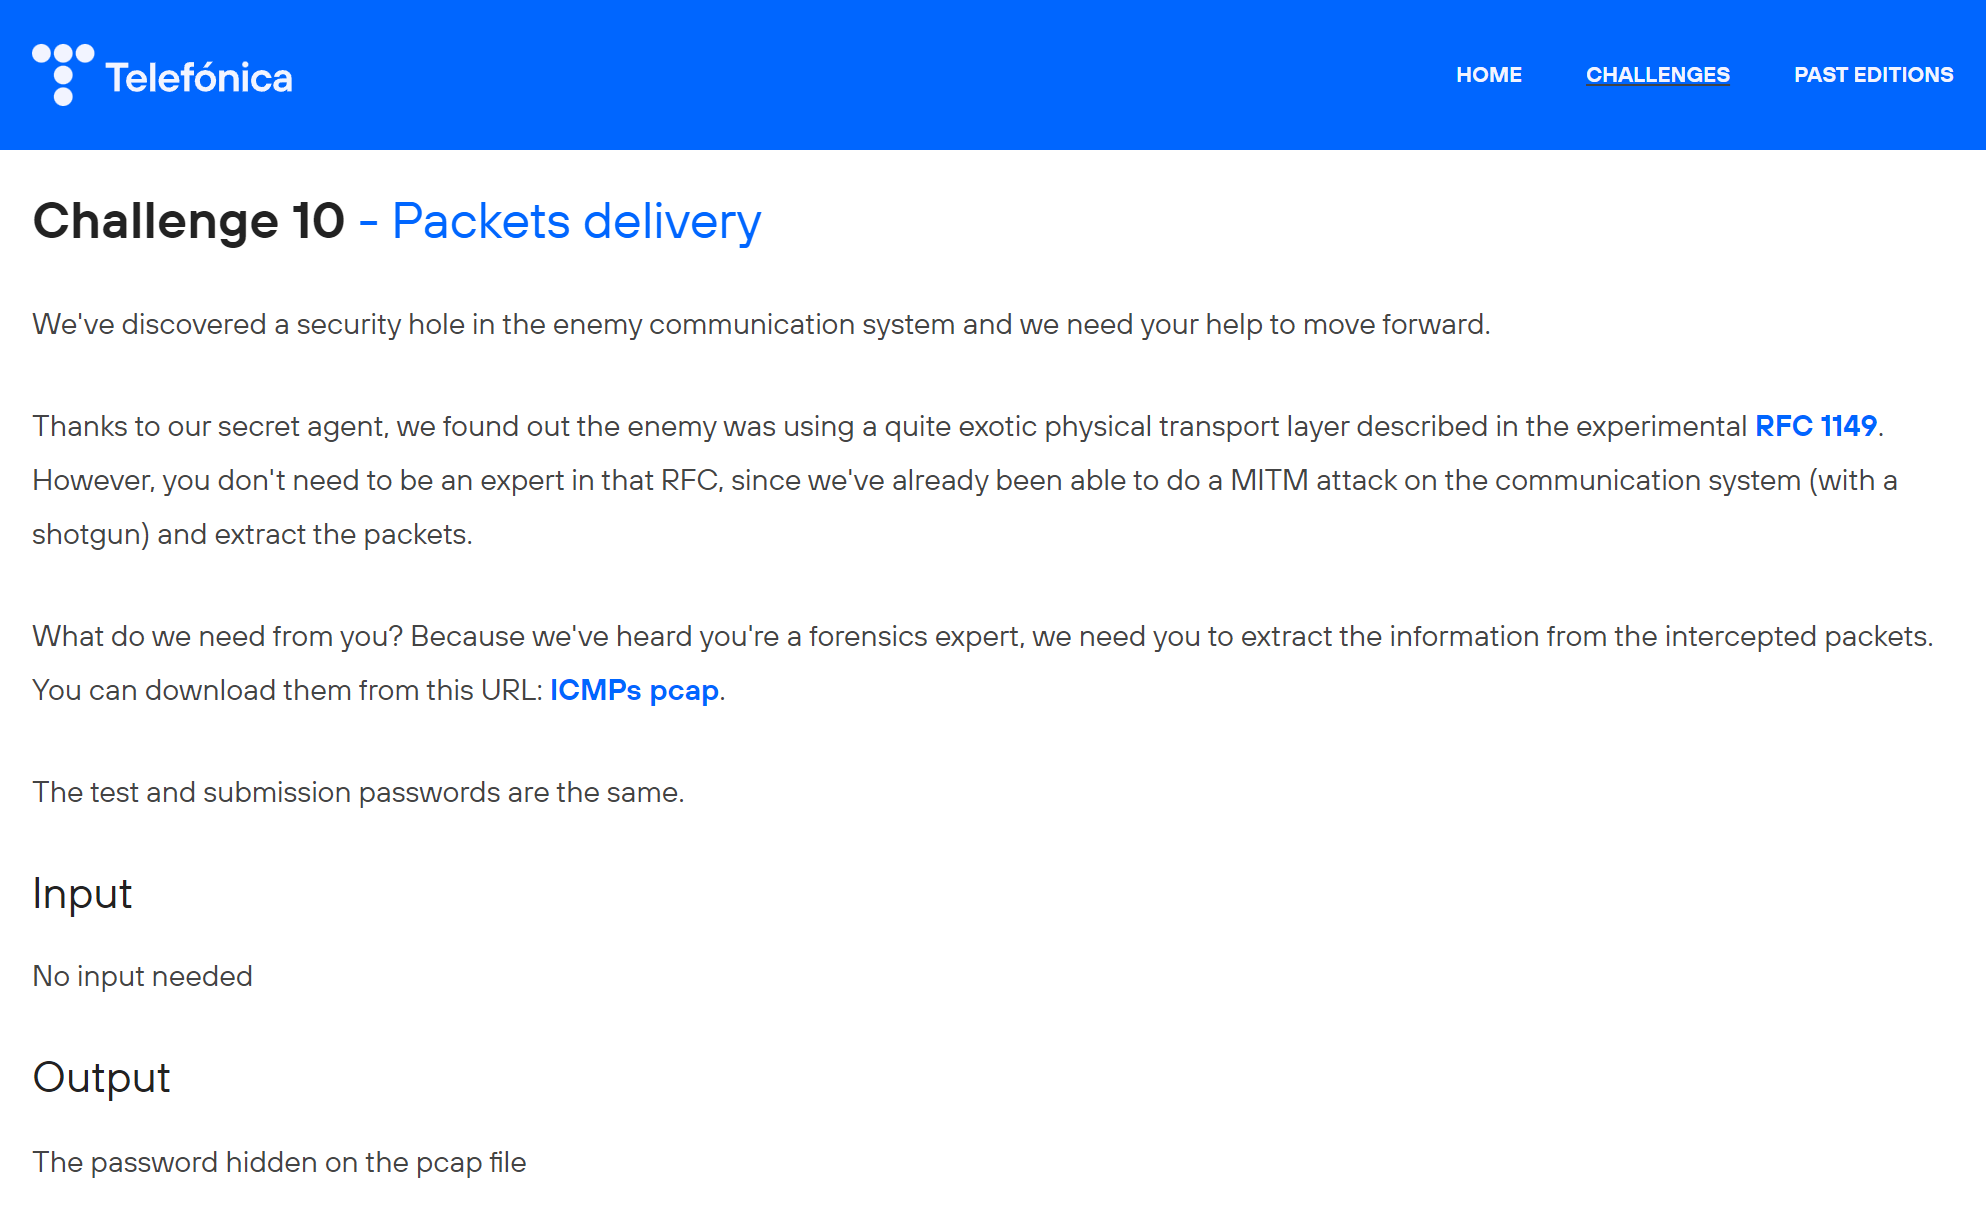 Telefónica
HOME
CHALLENGES
PAST EDITIONS
Challenge 10 - Packets delivery
We've discovered a security hole in the enemy communication system and we need your help to move forward.
Thanks to our secret agent, we found out the enemy was using a quite exotic physical transport layer described in the experimental RFC 1149.
However, you don't need to be an expert in that RFC, since we've already been able to do a MITM attack on the communication system (with a
shotgun) and extract the packets.
What do we need from you? Because we've heard you're a forensics expert, we need you to extract the information from the intercepted packets.
You can download them from this URL: ICMPs pcap.
The test and submission passwords are the same.
Input
No input needed
Output
The password hidden on the pcap file